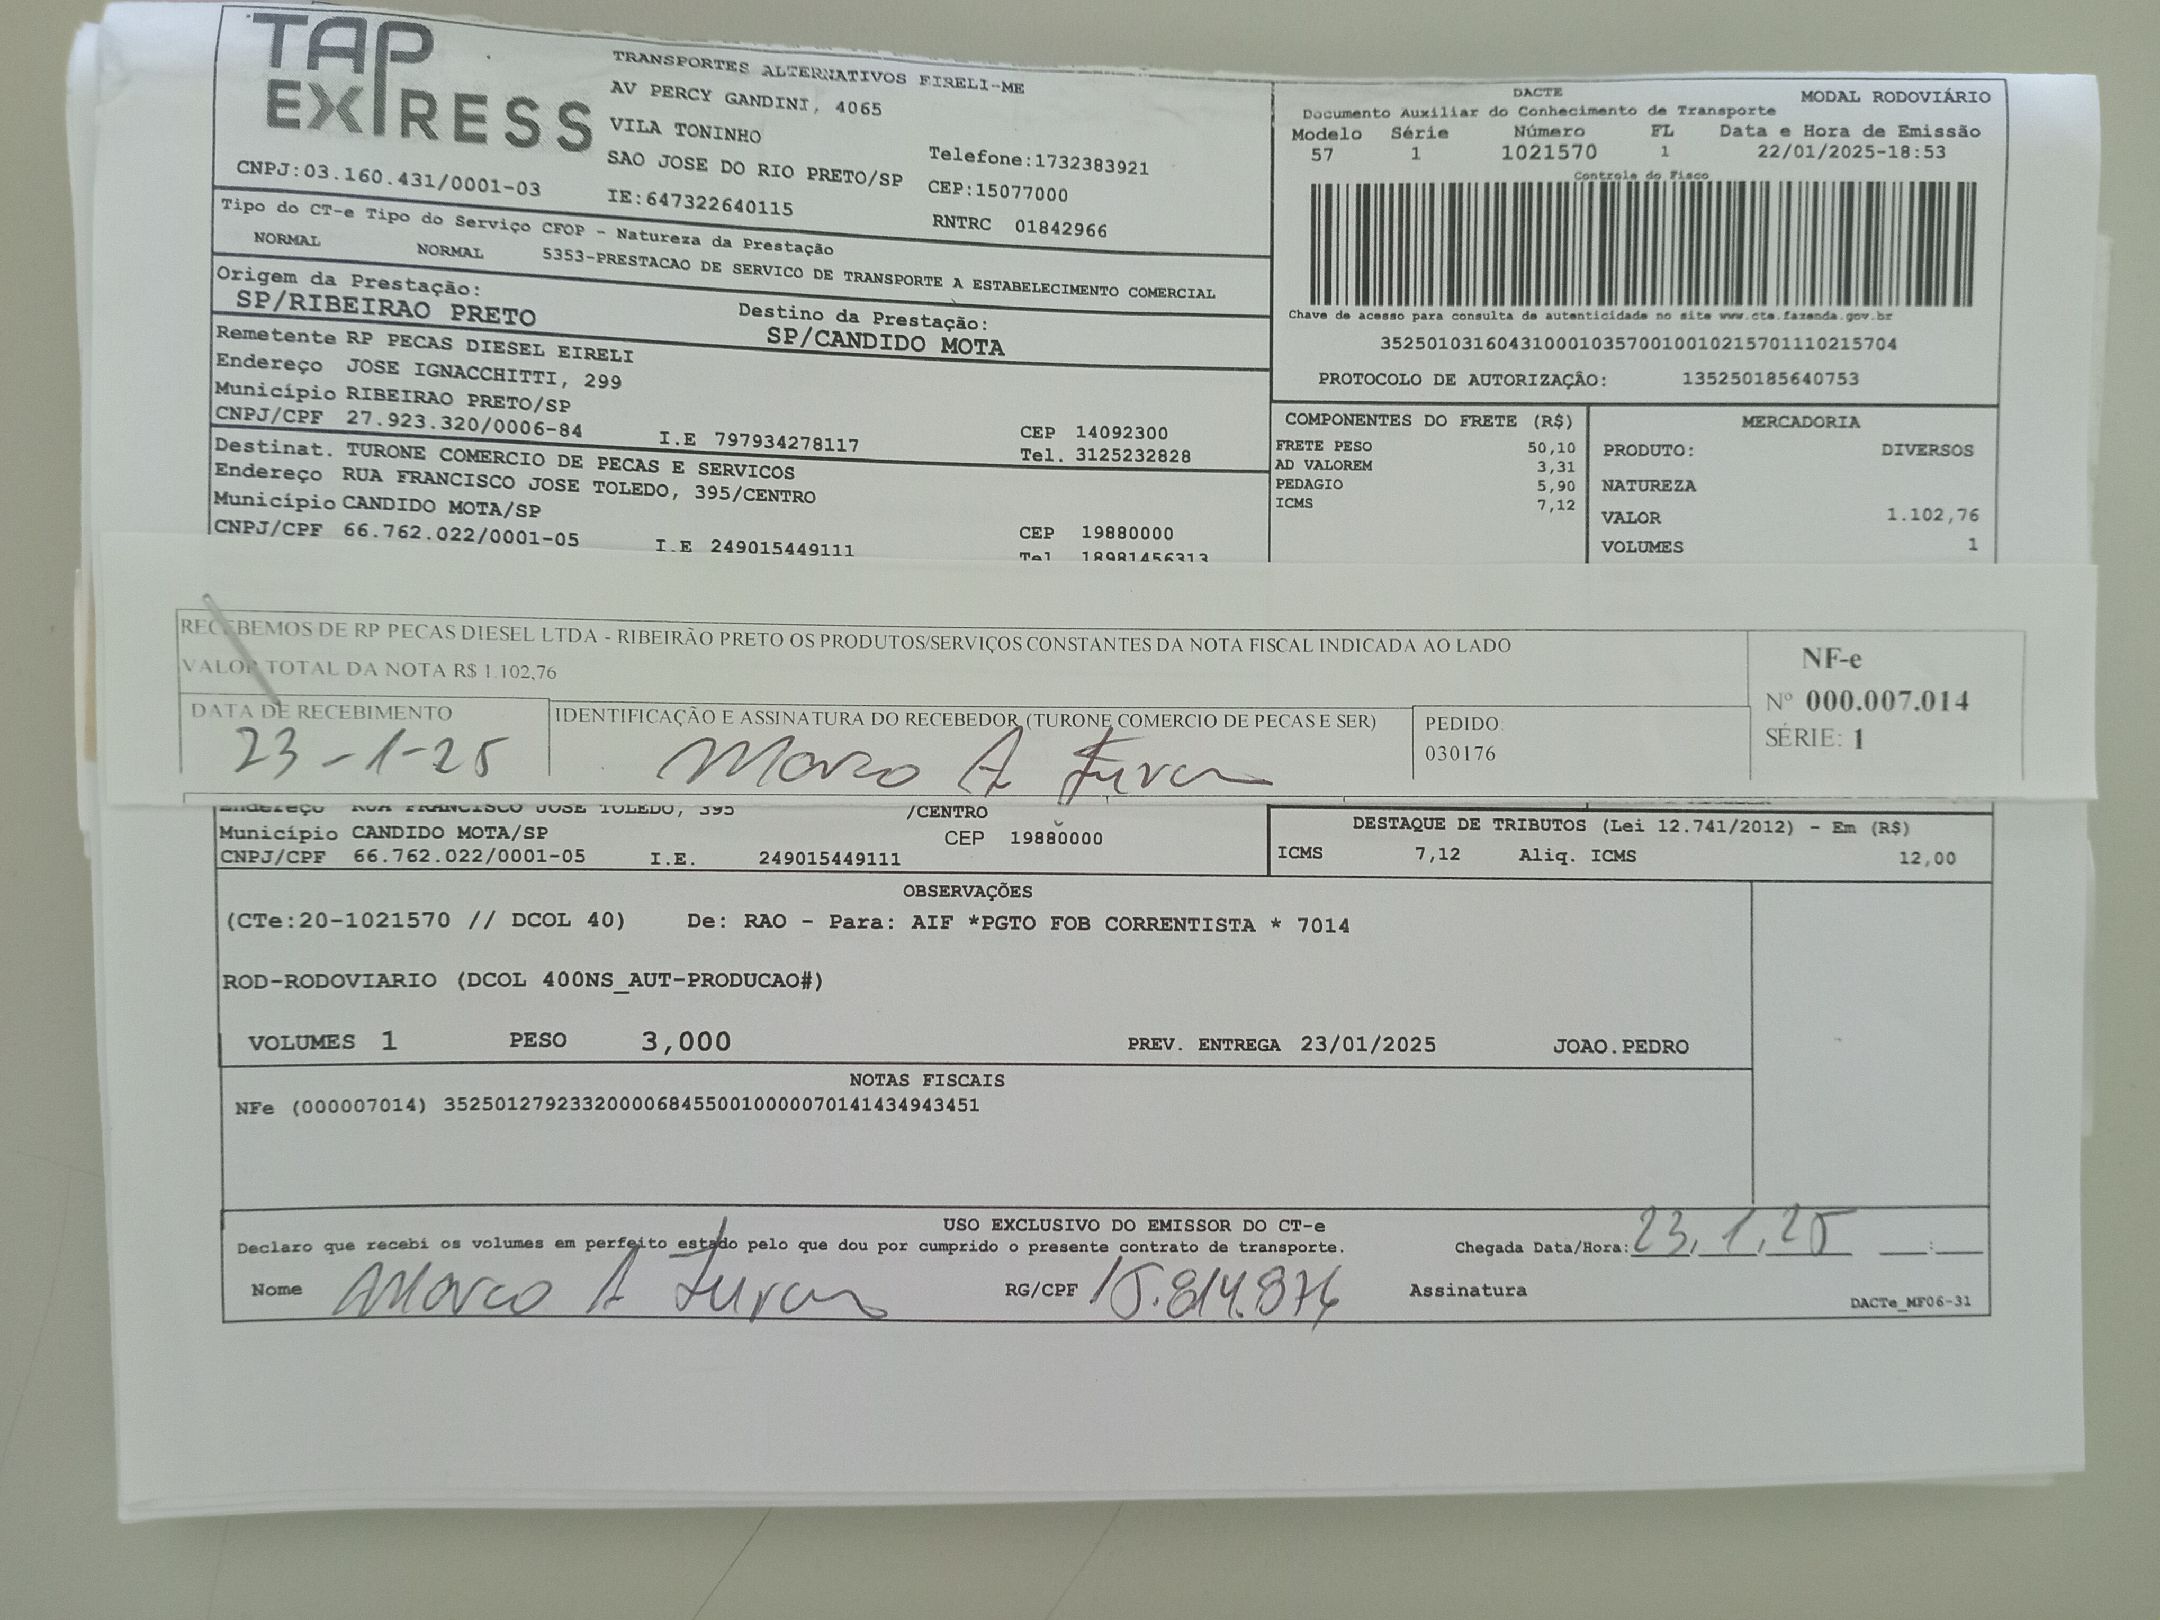 TAP
EXPRESS
TRANSPORTES ALTERNATIVOS EIRELI-ME
AV PERCY GANDINI, 4065
VILA TONINHO
SAO JOSE DO RIO PRETO/SP
Telefone:1732383921
CNPJ:03.160.431/0001-03
IE:647322640115
CEP:15077000
RNTRC 01842966
DACTE
MODAL RODOVIÁRIO
Documento Auxiliar do Conhecimento de Transporte
Modelo Série Número FL Data e Hora de Emissão
57 1 1021570 1 22/01/2025-18:53
Controle do Fisco
Chave de acesso para consulta de autenticidade no site www.cte.fazenda.gov.br
35250103160431000103570010010215701110215704
PROTOCOLO DE AUTORIZAÇÂO: 135250185640753
Tipo do CT-e Tipo do Serviço CFOP - Natureza da Prestação
NORMAL NORMAL 5353-PRESTACAO DE SERVICO DE TRANSPORTE A ESTABELECIMENTO COMERCIAL
Origem da Prestação:
SP/RIBEIRAO PRETO
Destino da Prestação:
SP/CANDIDO MOTA
Remetente RP PECAS DIESEL EIRELI
Endereço JOSE IGNACCHITTI, 299
Município RIBEIRAO PRETO/SP
CNPJ/CPF 27.923.320/0006-84 I.E 797934278117
CEP 14092300
Tel. 3125232828
Destinat. TURONE COMERCIO DE PECAS E SERVICOS
Endereço RUA FRANCISCO JOSE TOLEDO, 395/CENTRO
Município CANDIDO MOTA/SP
CNPJ/CPF 66.762.022/0001-05 I.E 249015449111
CEP 19880000
Tel 18981456313
COMPONENTES DO FRETE (R$)
FRETE PESO 50,10
AD VALOREM 3,31
PEDAGIO 5,90
ICMS 7,12
MERCADORIA
PRODUTO: DIVERSOS
NATUREZA
VALOR 1.102,76
VOLUMES 1
RECEBEMOS DE RP PECAS DIESEL LTDA - RIBEIRÃO PRETO OS PRODUTOS/SERVIÇOS CONSTANTES DA NOTA FISCAL INDICADA AO LADO
VALOR TOTAL DA NOTA R$ 1.102,76
DATA DE RECEBIMENTO
23-1-25
IDENTIFICAÇÃO E ASSINATURA DO RECEBEDOR (TURONE COMERCIO DE PECAS E SER)
Marco A
PEDIDO:
030176
NF-e
Nº 000.007.014
SÉRIE: 1
Endereço RUA FRANCISCO JOSE TOLEDO, 395 /CENTRO
Município CANDIDO MOTA/SP CEP 19880000
CNPJ/CPF 66.762.022/0001-05 I.E. 249015449111
DESTAQUE DE TRIBUTOS (Lei 12.741/2012) - Em (R$)
ICMS 7,12 Aliq. ICMS 12,00
OBSERVAÇÕES
(CTe:20-1021570 // DCOL 40) De: RAO - Para: AIF *PGTO FOB CORRENTISTA * 7014
ROD-RODOVIARIO (DCOL 400NS_AUT-PRODUCAO#)
VOLUMES 1 PESO 3,000 PREV. ENTREGA 23/01/2025 JOAO.PEDRO
NOTAS FISCAIS
NFe (000007014) 35250127923320000684550010000070141434943451
USO EXCLUSIVO DO EMISSOR DO CT-e
Declaro que recebi os volumes em perfeito estado pelo que dou por cumprido o presente contrato de transporte.
Chegada Data/Hora: 23,1,25 __:__
Nome Marco A RG/CPF 15.814.874 Assinatura
DACTe_MF06-31